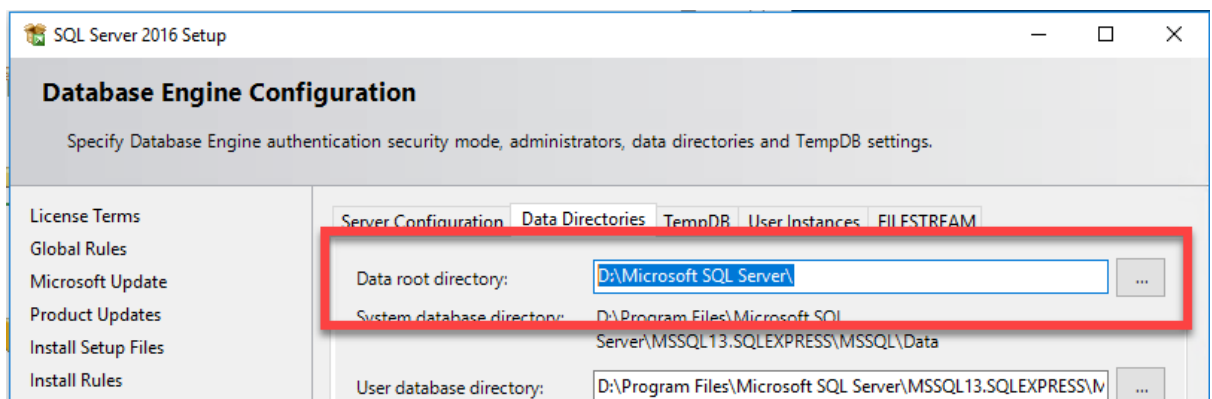 SQL Server 2016 Setup
Database Engine Configuration
Specify Database Engine authentication security mode, administrators, data directories and TempDB settings.
License Terms
Global Rules
Microsoft Update
Product Updates
Install Setup Files
Install Rules
Server Configuration Data Directories TempDB User Instances FILESTREAM
Data root directory: D:\Microsoft SQL Server\ ...
System database directory: D:\Program Files\Microsoft SQL
Server\MSSQL13.SQLEXPRESS\MSSQL\Data
User database directory: D:\Program Files\Microsoft SQL Server\MSSQL13.SQLEXPRESS\M ...